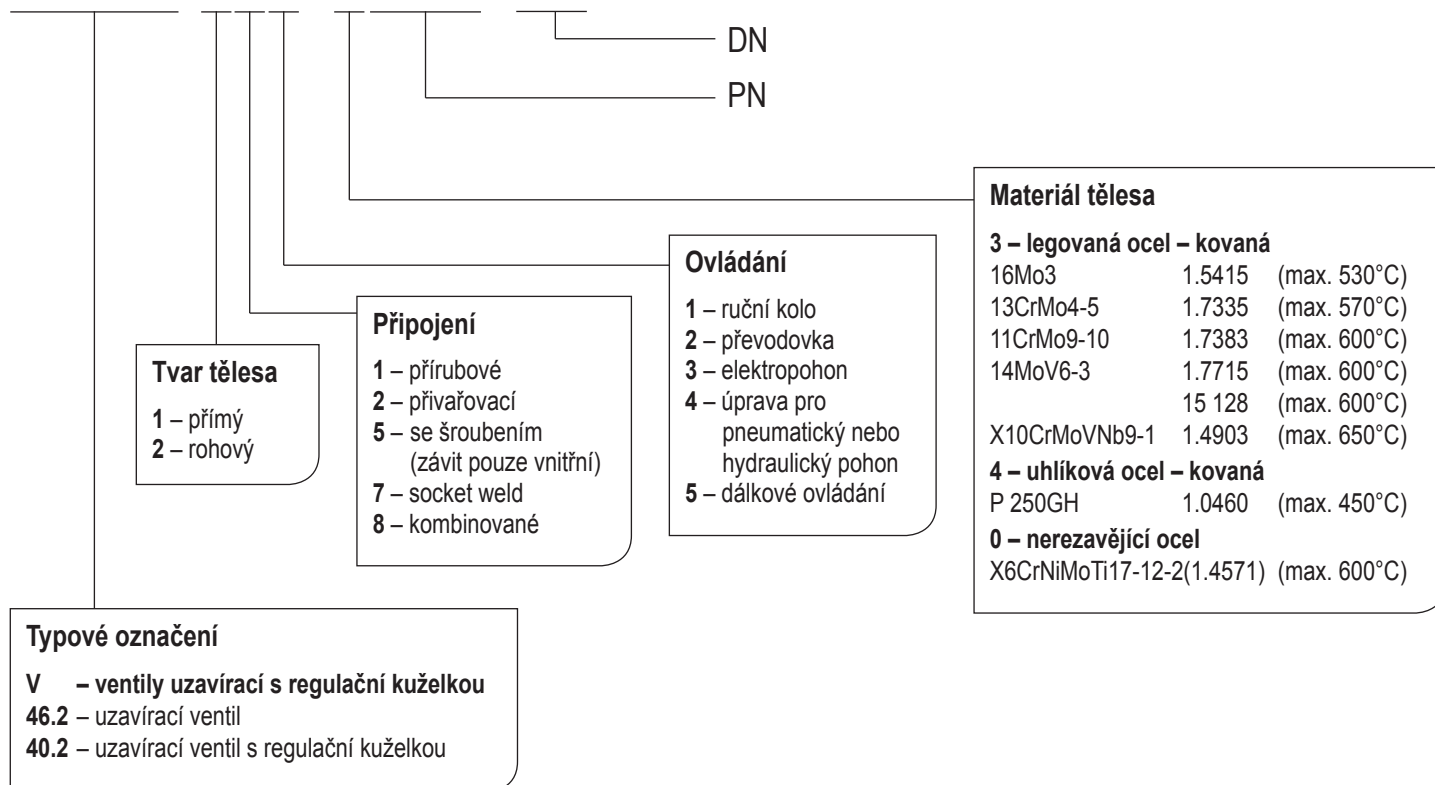 DN
PN
Materiál tělesa
3 – legovaná ocel – kovaná
16Mo3 1.5415 (max. 530°C)
13CrMo4-5 1.7335 (max. 570°C)
11CrMo9-10 1.7383 (max. 600°C)
14MoV6-3 1.7715 (max. 600°C)
15 128 (max. 600°C)
X10CrMoVNb9-1 1.4903 (max. 650°C)
4 – uhlíková ocel – kovaná
P 250GH 1.0460 (max. 450°C)
0 – nerezavějící ocel
X6CrNiMoTi17-12-2(1.4571) (max. 600°C)
Ovládání
1 – ruční kolo
2 – převodovka
3 – elektropohon
4 – úprava pro
pneumatický nebo
hydraulický pohon
5 – dálkové ovládání
Připojení
1 – přírubové
2 – přivařovací
5 – se šroubením
(závit pouze vnitřní)
7 – socket weld
8 – kombinované
Tvar tělesa
1 – přímý
2 – rohový
Typové označení
V – ventily uzavírací s regulační kuželkou
46.2 – uzavírací ventil
40.2 – uzavírací ventil s regulační kuželkou